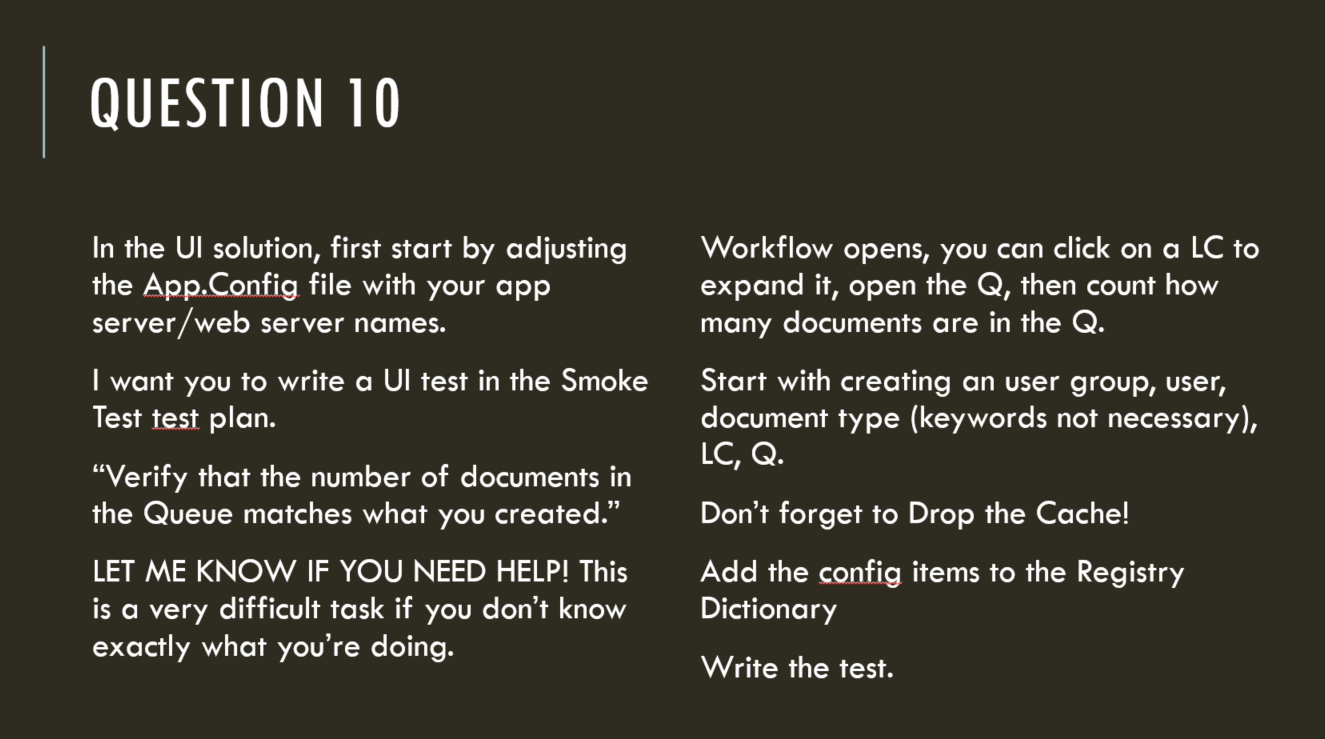 QUESTION 10
In the UI solution, first start by adjusting
the App.Config file with your app
server/web server names.
I want you to write a UI test in the Smoke
Test test plan.
“Verify that the number of documents in
the Queue matches what you created.”
LET ME KNOW IF YOU NEED HELP! This
is a very difficult task if you don’t know
exactly what you’re doing.
Workflow opens, you can click on a LC to
expand it, open the Q, then count how
many documents are in the Q.
Start with creating an user group, user,
document type (keywords not necessary),
LC, Q.
Don’t forget to Drop the Cache!
Add the config items to the Registry
Dictionary
Write the test.